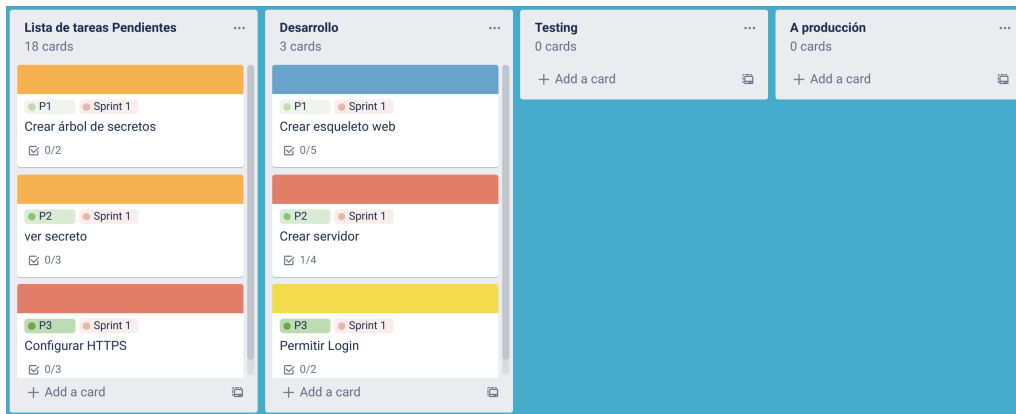 Lista de tareas Pendientes
18 cards
P1 Sprint 1
Crear árbol de secretos
0/2
P2 Sprint 1
ver secreto
0/3
P3 Sprint 1
Configurar HTTPS
0/3
+ Add a card
Desarrollo
3 cards
P1 Sprint 1
Crear esqueleto web
0/5
P2 Sprint 1
Crear servidor
1/4
P3 Sprint 1
Permitir Login
0/2
+ Add a card
Testing
0 cards
+ Add a card
A producción
0 cards
+ Add a card